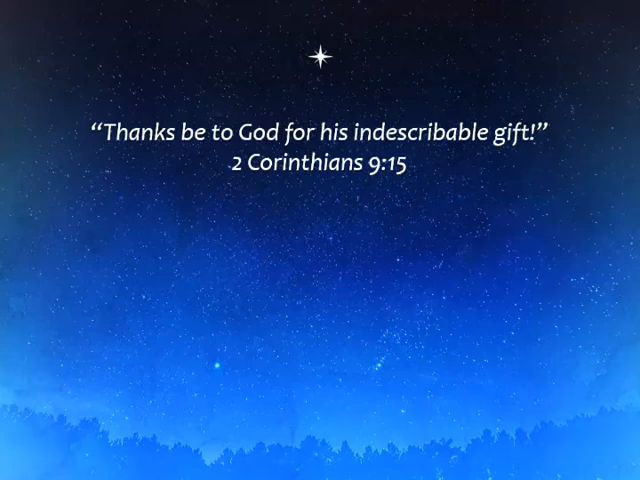 “Thanks be to God for his indescribable gift!”
2 Corinthians 9:15